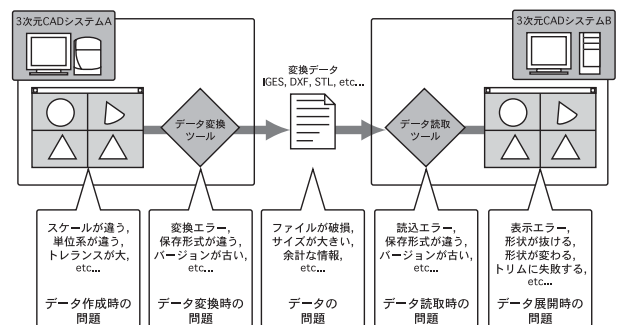 3次元CADシステムA
3次元CADシステムB
変換データ
IGES, DXF, STL, etc...
データ変換
ツール
データ読取
ツール
スケールが違う,
単位系が違う,
トレランスが大,
etc...
データ作成時の
問題
変換エラー,
保存形式が違う,
バージョンが古い,
etc...
データ変換時の
問題
ファイルが破損,
サイズが大きい,
余計な情報,
etc...
データの
問題
読込エラー,
保存形式が違う,
バージョンが古い,
etc...
データ読取時の
問題
表示エラー,
形状が抜ける,
形状が変わる,
トリムに失敗する,
etc...
データ展開時の
問題